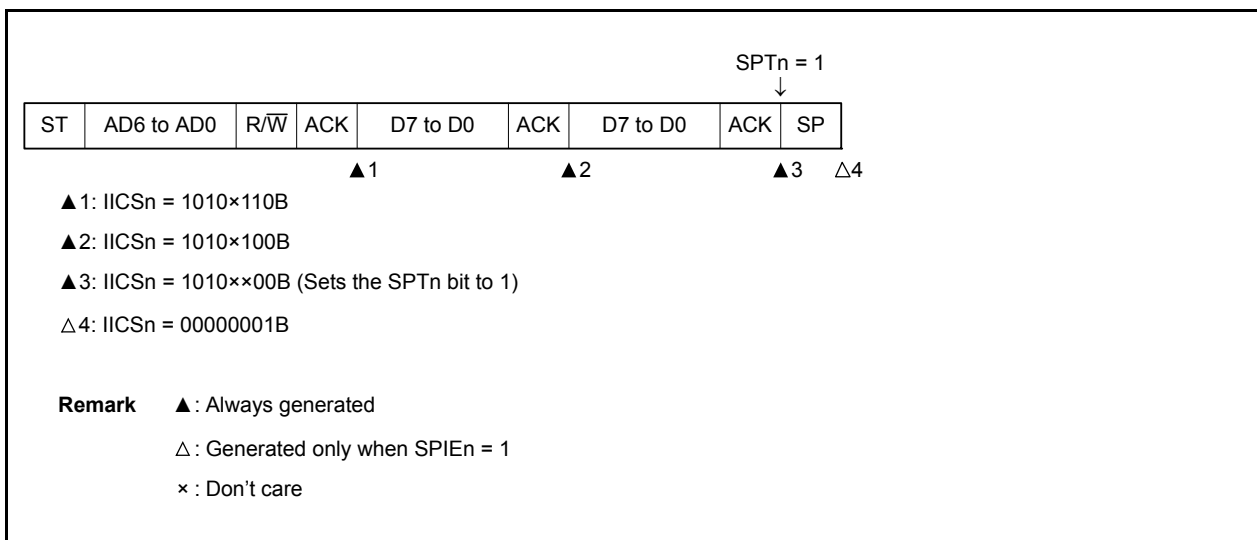 SPTn = 1
↓
ST AD6 to AD0 R/W̅ ACK D7 to D0 ACK D7 to D0 ACK SP
▲1 ▲2 ▲3 △4
▲1: IICSn = 1010×110B
▲2: IICSn = 1010×100B
▲3: IICSn = 1010××00B (Sets the SPTn bit to 1)
△4: IICSn = 00000001B
Remark ▲: Always generated
△: Generated only when SPIEn = 1
×: Don't care